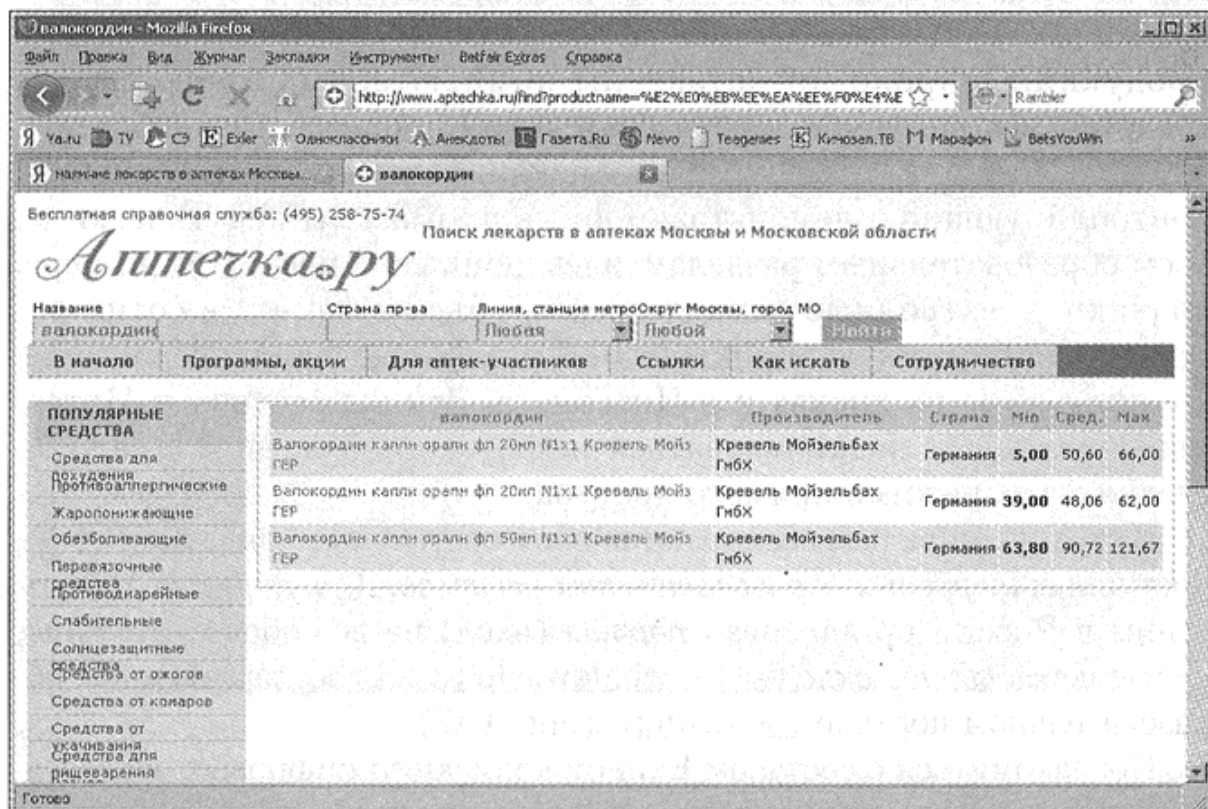 валокордин - Mozilla Firefox
Файл Правка Вид Журнал Закладки Инструменты Betfair Extras Справка
http://www.aptechka.ru/find?productname=%E2%E0%EB%EE%EA%EE%F0%E4%E Rambler
Ya.ru TV СЭ Exler Одноклассники Анекдоты Газета.Ru Nevo Teagames Кинозал.ТВ Марафон BetsYouWin »
наличие лекарств в аптеках Москвы... валокордин
Бесплатная справочная служба: (495) 258-75-74
Поиск лекарств в аптеках Москвы и Московской области
Аптечка.ру
Название Страна пр-ва Линия, станция метро Округ Москвы, город МО
валокордин Любая Любой Найти
В начало Программы, акции Для аптек-участников Ссылки Как искать Сотрудничество
ПОПУЛЯРНЫЕ
СРЕДСТВА
Средства для
похудения
Противоаллергические
Жаропонижающие
Обезболивающие
Перевязочные
средства
Противодиарейные
Слабительные
Солнцезащитные
средства
Средства от ожогов
Средства от комаров
Средства от
укачивания
Средства для
пищеварения
валокордин Производитель Страна Min Сред. Max
Валокордин капли оралн фл 20мл N1x1 Кревель Мойз
ГЕР
Кревель Мойзельбах
ГмбХ
Германия 5,00 50,60 66,00
Валокордин капли оралн фл 20мл N1x1 Кревель Мойз
ГЕР
Кревель Мойзельбах
ГмбХ
Германия 39,00 48,06 62,00
Валокордин капли оралн фл 50мл N1x1 Кревель Мойз
ГЕР
Кревель Мойзельбах
ГмбХ
Германия 63,80 90,72 121,67
Готово